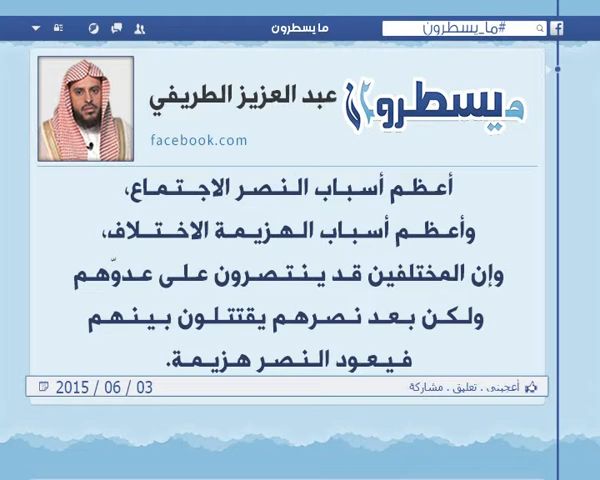 ما يسطرون
#ما_يسطرون
ما يسطرون
عبد العزيز الطريفي
facebook.com
أعظم أسباب النصر الاجتماع،
وأعظم أسباب الهزيمة الاختلاف،
وإن المختلفين قد ينتصرون على عدوّهم
ولكن بعد نصرهم يقتتلون بينهم
فيعود النصر هزيمة.
أعجبني . تعليق . مشاركة
2015 / 06 / 03